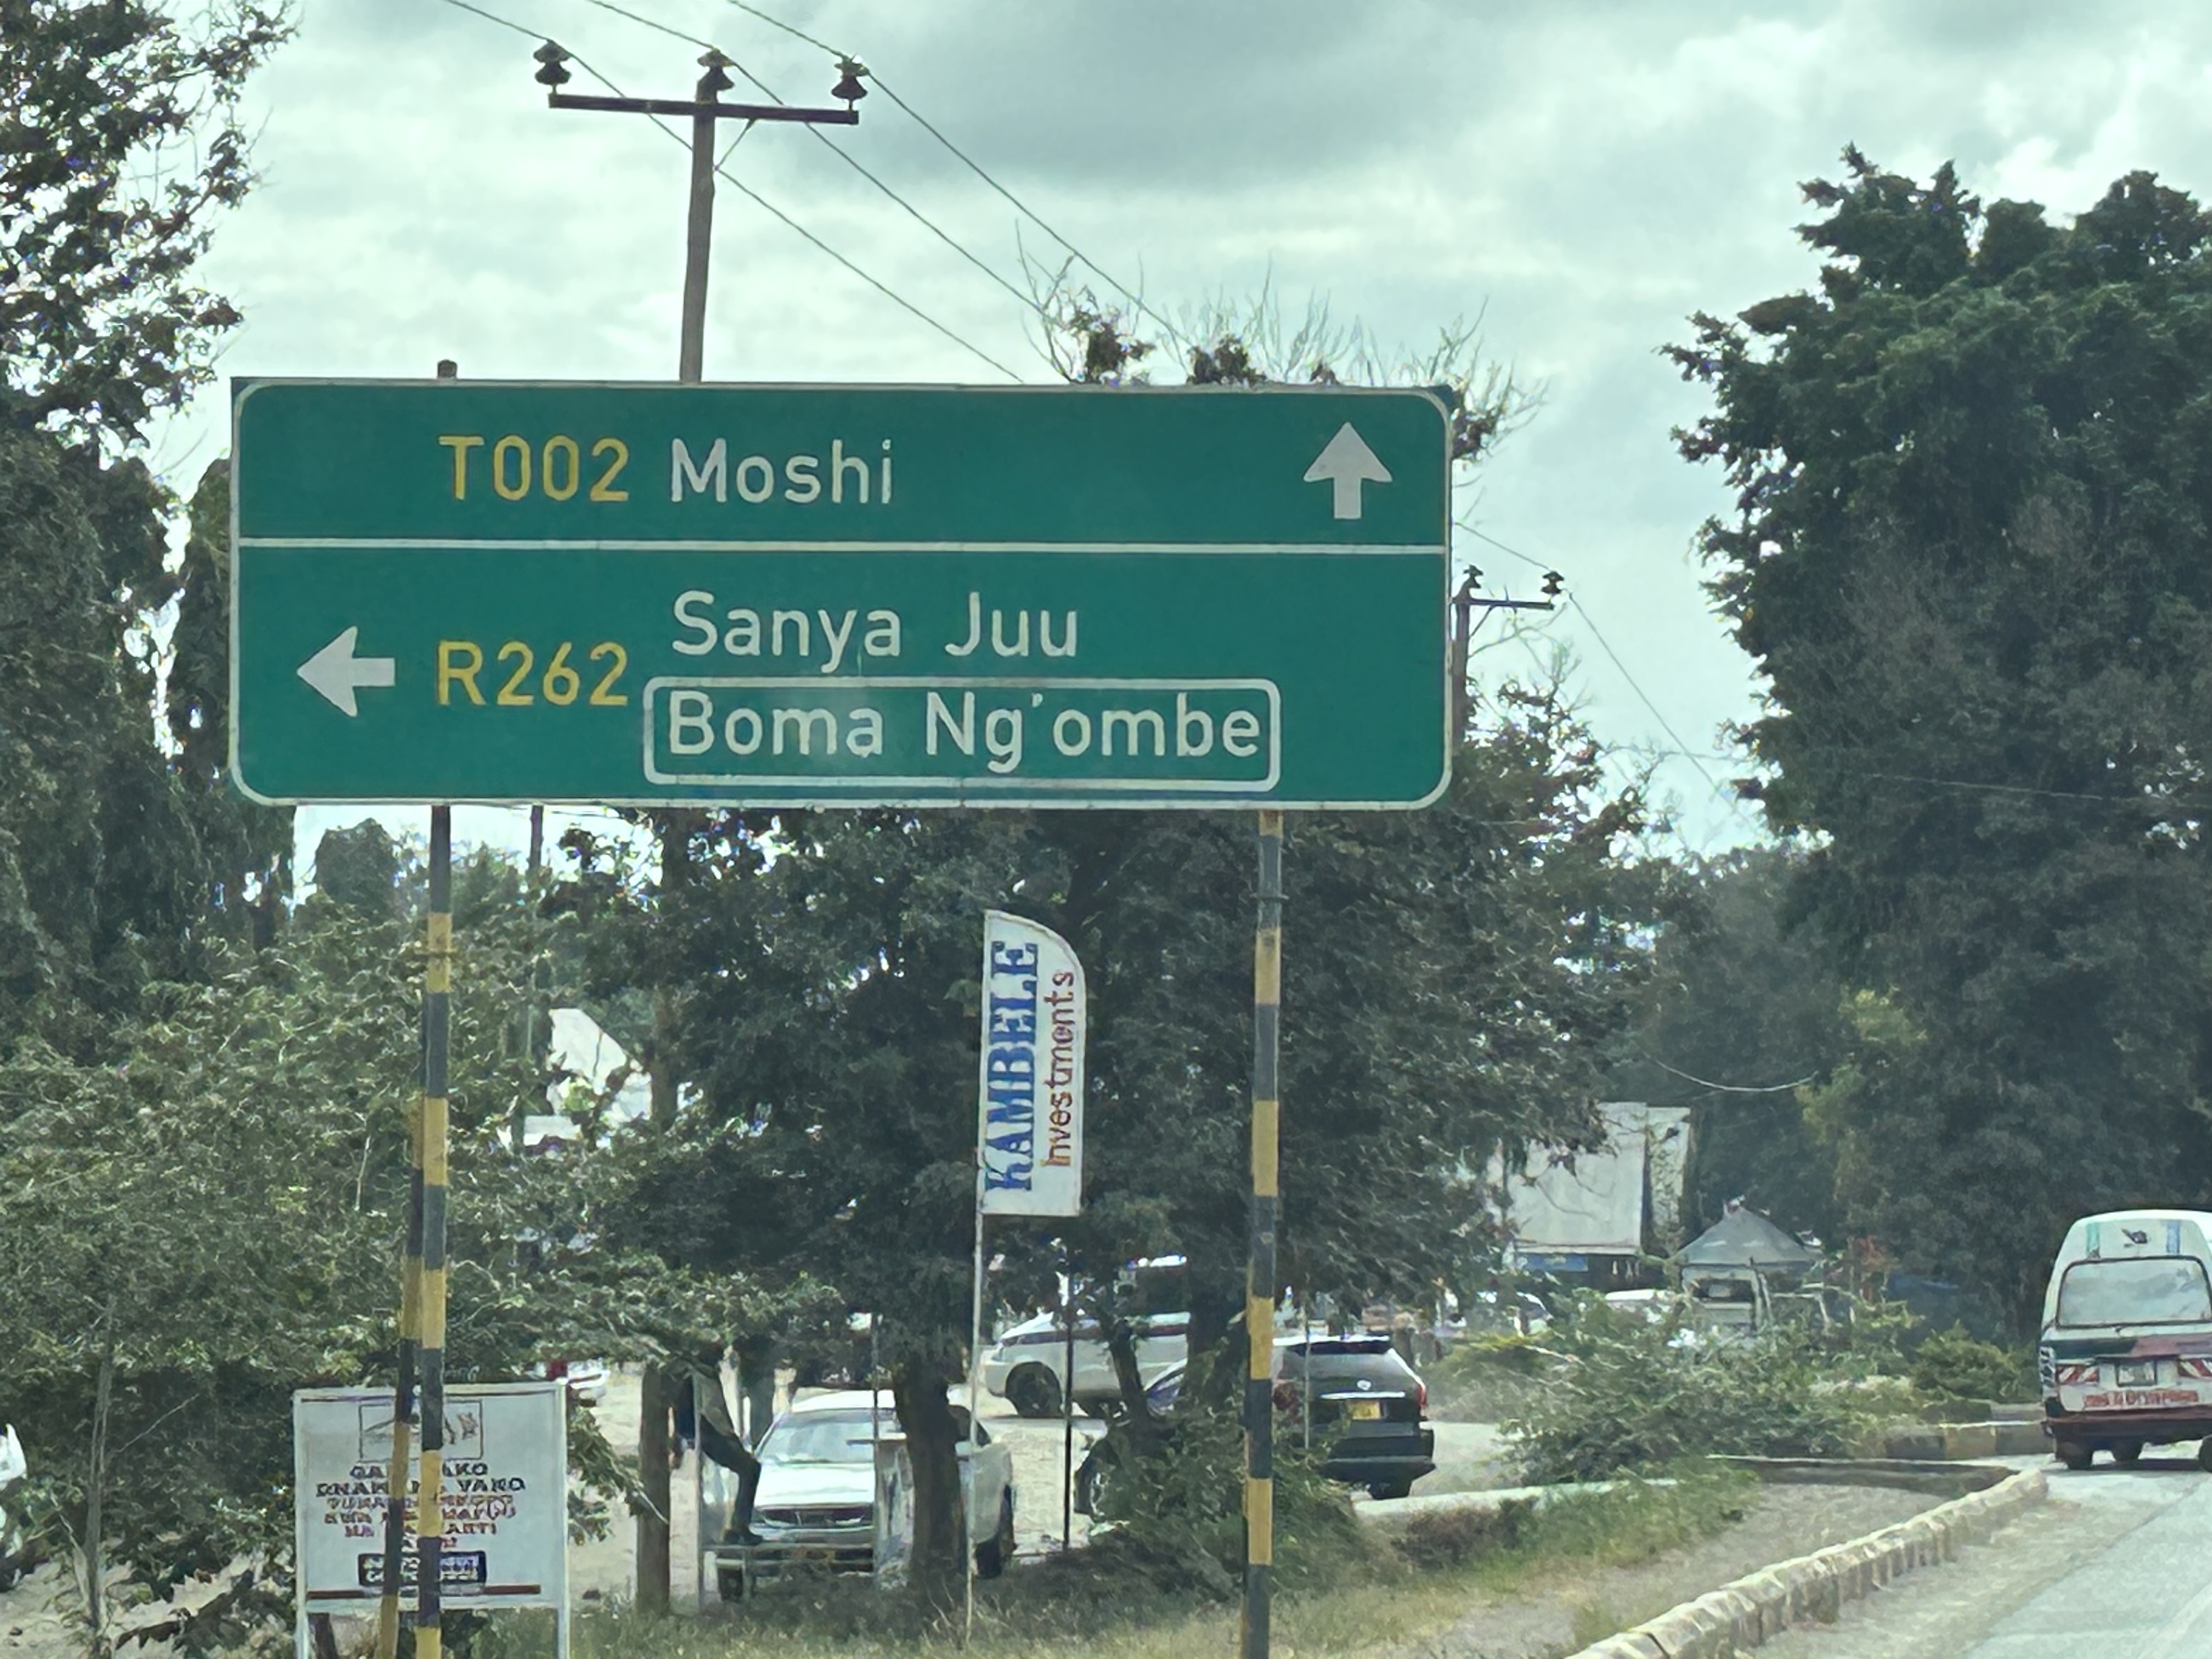 T002 Moshi
Sanya Juu
R262
Boma Ng'ombe
KAMBELE
Investments